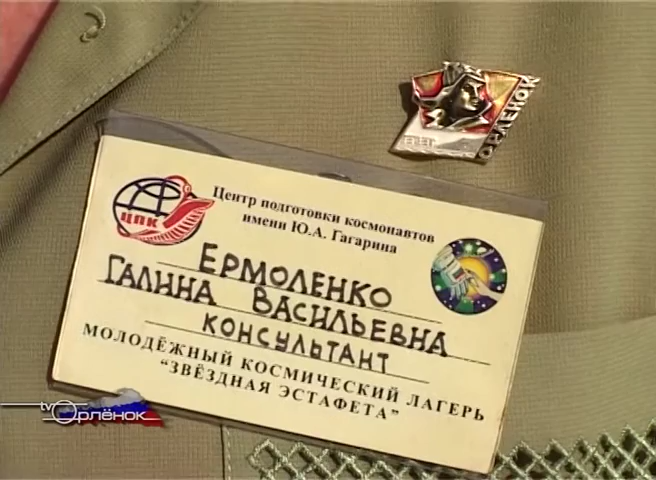 ОРЛЁНОК
ЦПК
Центр подготовки космонавтов
имени Ю.А. Гагарина
ЕРМОЛЕНКО
ГАЛИНА ВАСИЛЬЕВНА
КОНСУЛЬТАНТ
МОЛОДЁЖНЫЙ КОСМИЧЕСКИЙ ЛАГЕРЬ
“ЗВЁЗДНАЯ ЭСТАФЕТА”
tv Орлёнок